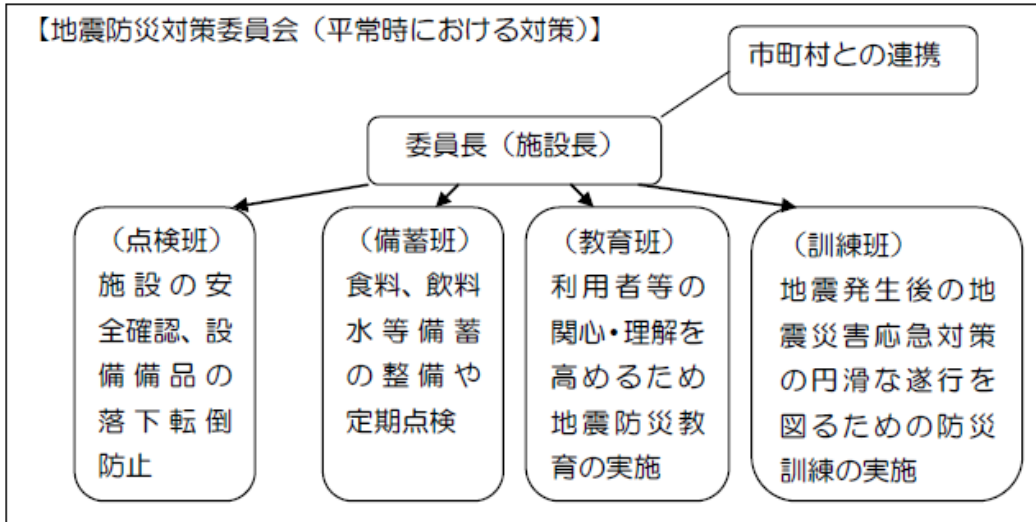 【地震防災対策委員会（平常時における対策）】
市町村との連携
委員長（施設長）
（点検班）
施設の安
全確認、設
備備品の
落下転倒
防止
（備蓄班）
食料、飲料
水等備蓄
の整備や
定期点検
（教育班）
利用者等の
関心・理解を
高めるため
地震防災教
育の実施
（訓練班）
地震発生後の地
震災害応急対策
の円滑な遂行を
図るための防災
訓練の実施